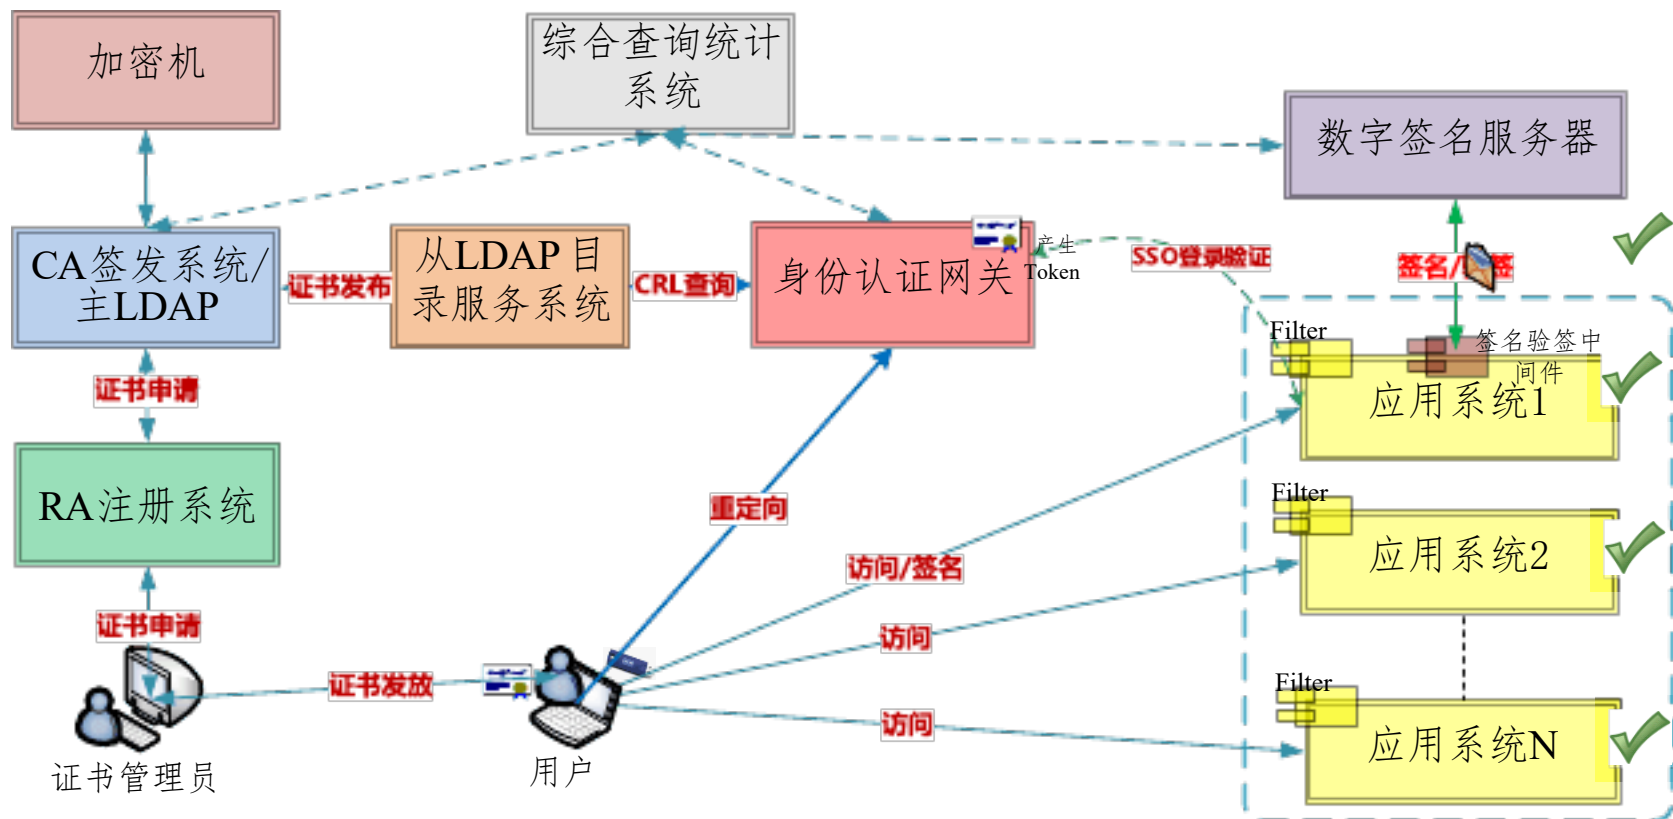 加密机
综合查询统计
系统
数字签名服务器
CA签发系统/
主LDAP
证书发布
从LDAP目
录服务系统
CRL查询
身份认证网关
产生
Token
SSO登录验证
签名/
签
证书申请
Filter
签名验签中
间件
应用系统1
RA注册系统
重定向
Filter
应用系统2
访问/签名
证书申请
访问
证书发放
Filter
访问
应用系统N
证书管理员
用户